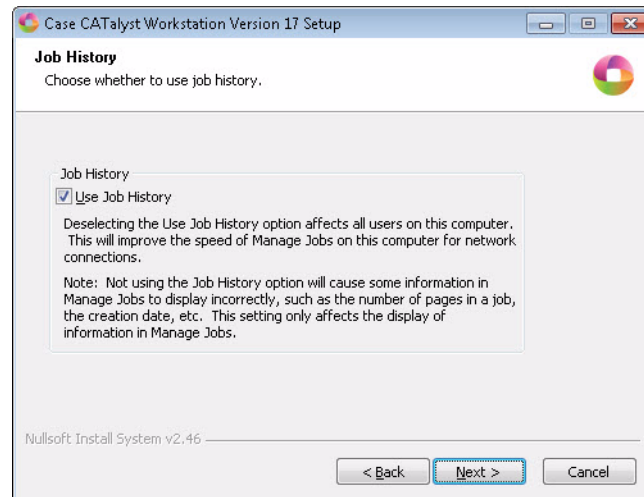 Case CATalyst Workstation Version 17 Setup
Job History
Choose whether to use job history.
Job History
Use Job History
Deselecting the Use Job History option affects all users on this computer.
This will improve the speed of Manage Jobs on this computer for network
connections.
Note: Not using the Job History option will cause some information in
Manage Jobs to display incorrectly, such as the number of pages in a job,
the creation date, etc. This setting only affects the display of
information in Manage Jobs.
Nullsoft Install System v2.46
< Back
Next >
Cancel